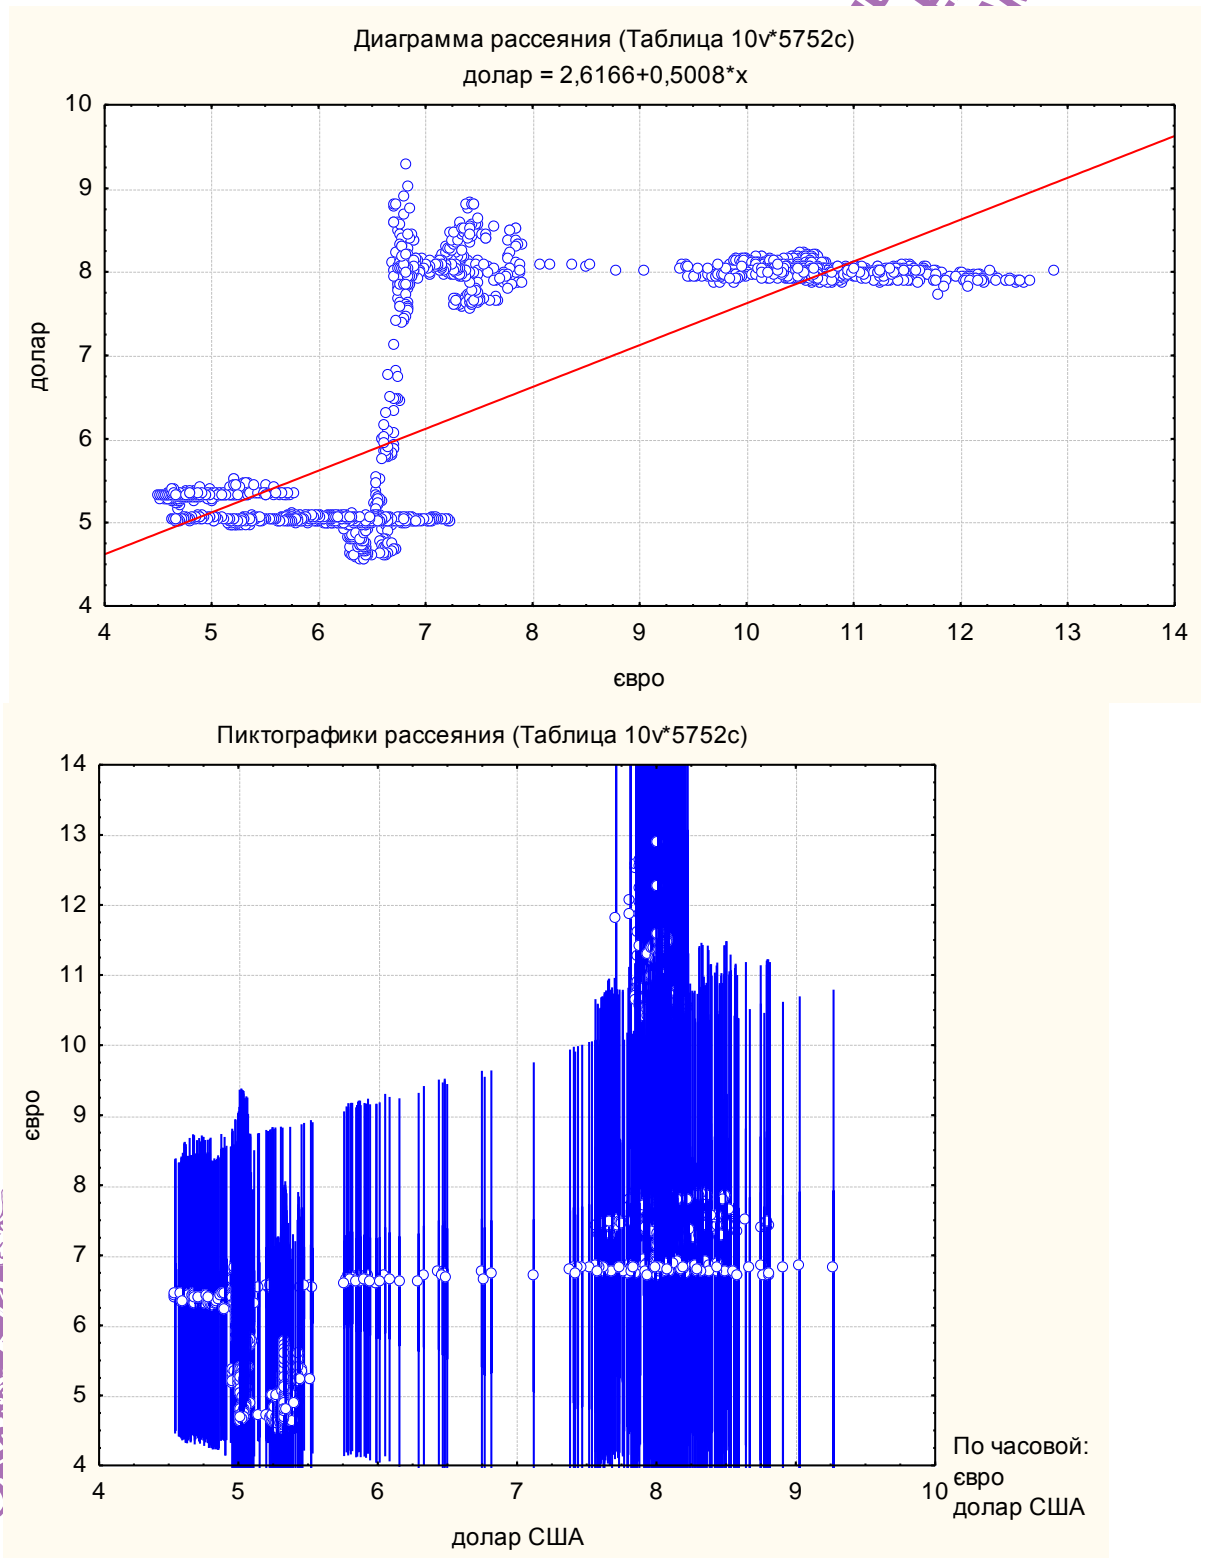 Диаграмма рассеяния (Таблица 10v*5752c)
долар = 2,6166+0,5008*x
10
9
8
7
6
5
4
долар
4 5 6 7 8 9 10 11 12 13 14
євро
Пиктографики рассеяния (Таблица 10v*5752c)
14
13
12
11
10
9
8
7
6
5
4
євро
4 5 6 7 8 9 10
долар США
По часовой:
євро
долар США